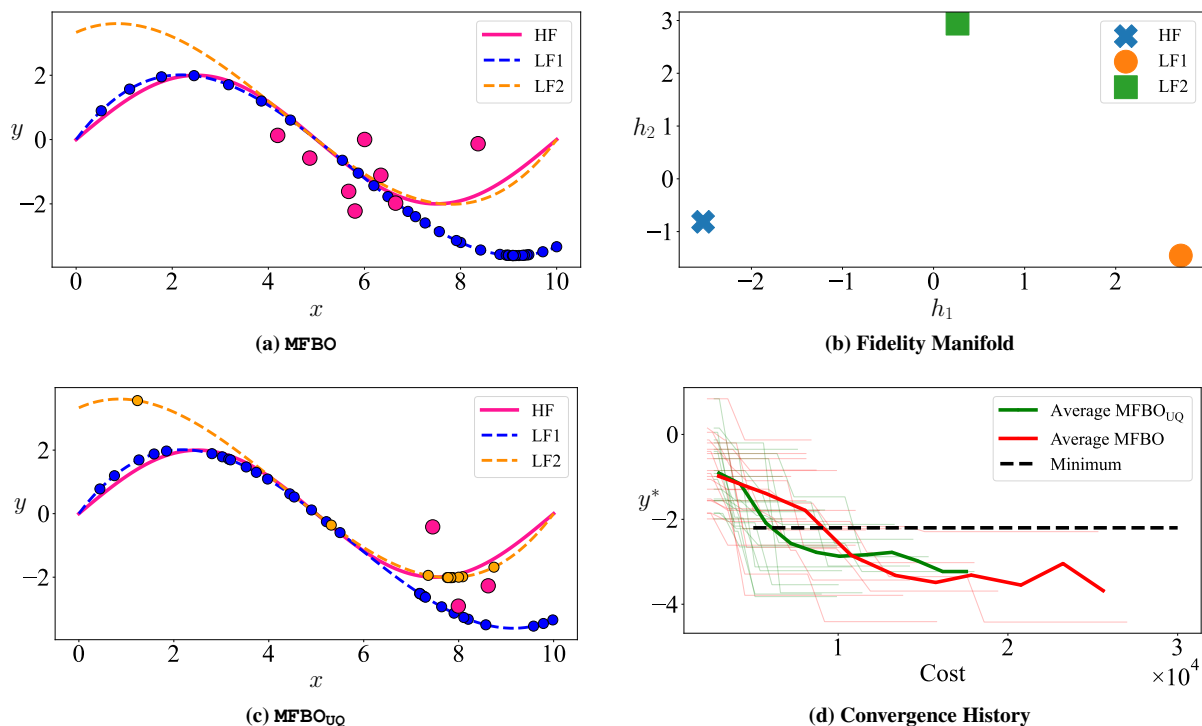 HF
LF1
LF2
2
0
−2
y
0
2
4
6
8
10
x
(a) MFBO
HF
LF1
LF2
3
2
1
0
−1
h2
−2
−1
0
1
2
h1
(b) Fidelity Manifold
HF
LF1
LF2
2
0
−2
y
0
2
4
6
8
10
x
(c) MFBOUQ
Average MFBOUQ
Average MFBO
Minimum
0
−2
−4
y*
1
2
3
×10⁴
Cost
(d) Convergence History